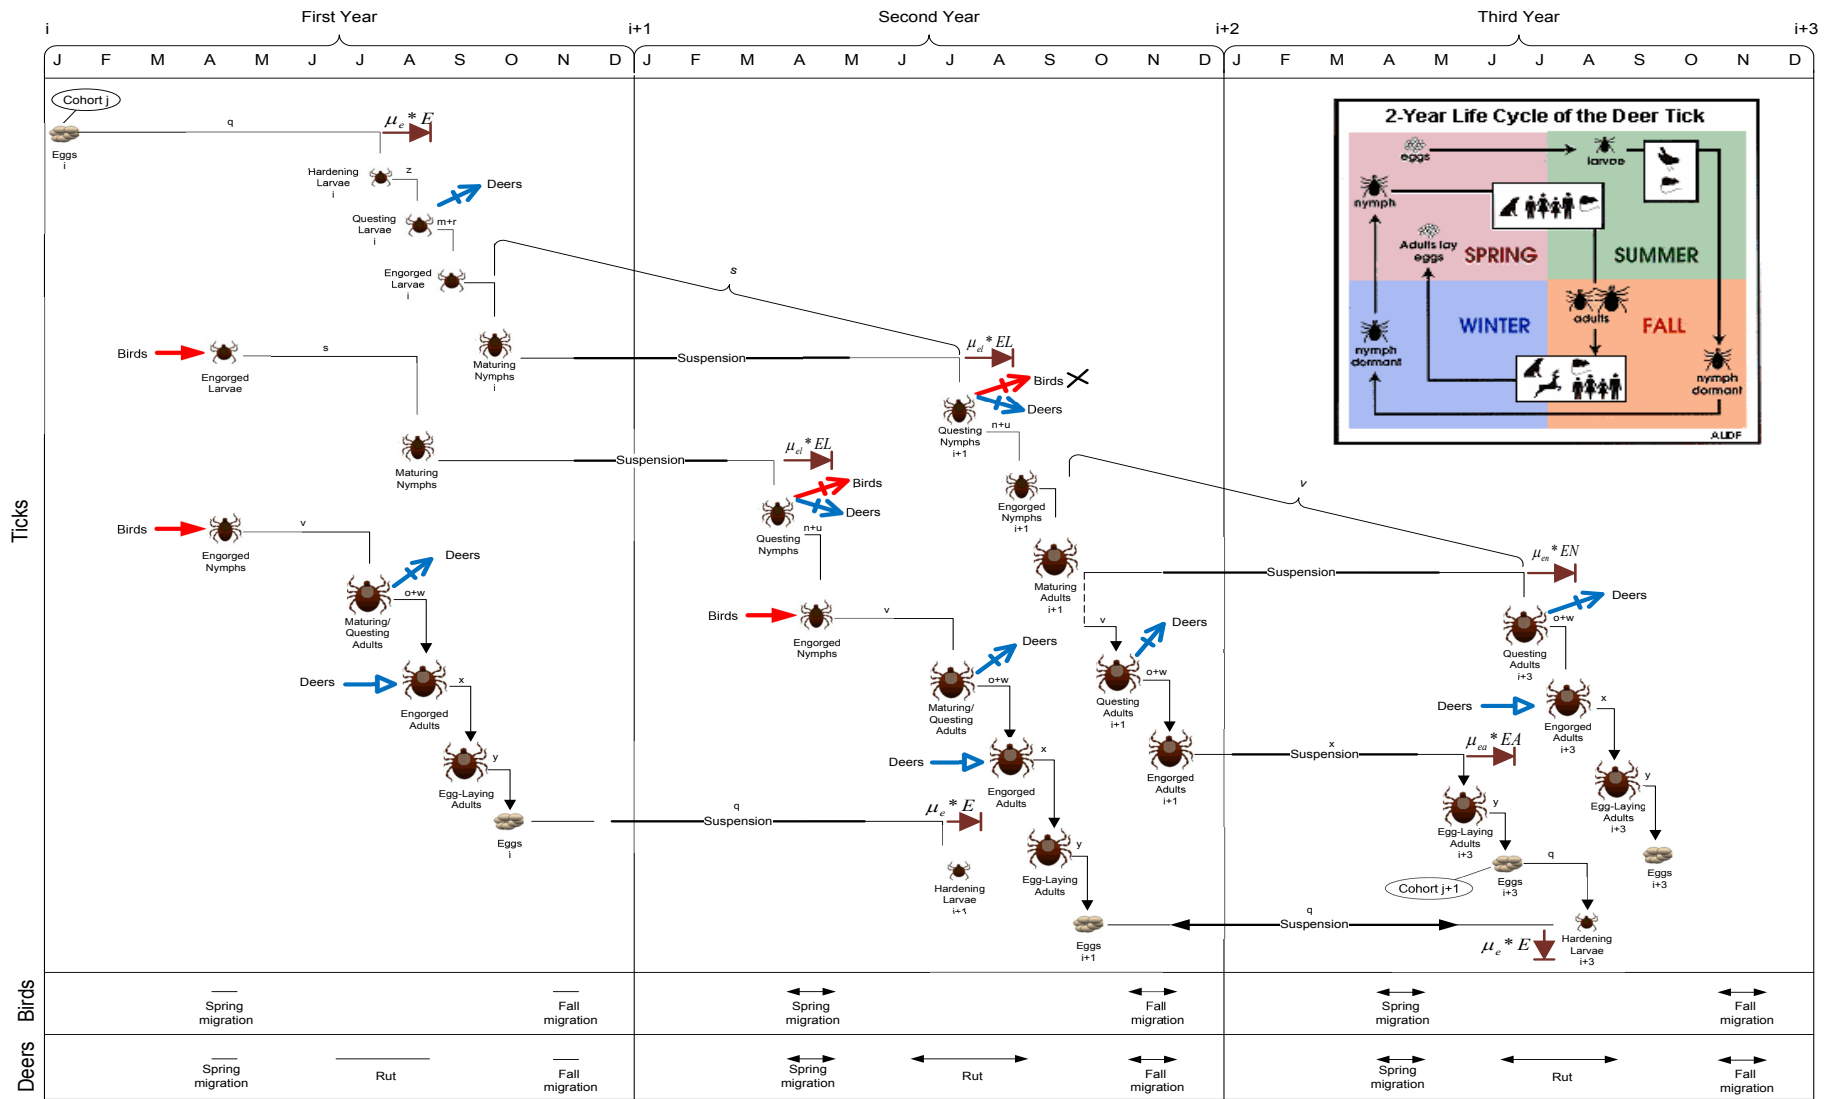 First Year
Second Year
Third Year
i
i+1
i+2
i+3
J F M A M J J A S O N D
J F M A M J J A S O N D
J F M A M J J A S O N D
Cohort j
Eggs
i
q
μe * E
Hardening
Larvae
i
z
Deers
Questing
Larvae
i
m+r
Engorged
Larvae
i
s
Maturing
Nymphs
i
Suspension
μel * EL
Birds
Deers
Questing
Nymphs
i+1
n+u
Engorged
Nymphs
i+1
v
Maturing
Adults
i+1
Suspension
μen * EN
Deers
Questing
Adults
i+3
o+w
Deers
Engorged
Adults
i+3
x
Egg-Laying
Adults
i+3
y
Eggs
i+3
v
Questing
Adults
i+1
Deers
o+w
Engorged
Adults
i+1
x
Suspension
μea * EA
Egg-Laying
Adults
i+3
y
Cohort j+1
Eggs
i+3
q
Hardening
Larvae
i+3
Birds
Engorged
Larvae
s
Maturing
Nymphs
Suspension
μel * EL
Birds
Deers
Questing
Nymphs
n+u
Birds
Engorged
Nymphs
v
Maturing/
Questing
Adults
Deers
o+w
Deers
Engorged
Adults
x
Egg-Laying
Adults
y
Eggs
i+1
q
Suspension
μe * E
Birds
Engorged
Nymphs
v
Maturing/
Questing
Adults
Deers
o+w
Deers
Engorged
Adults
x
Egg-Laying
Adults
y
Eggs
i
q
Suspension
μe * E
Hardening
Larvae
i+1
2-Year Life Cycle of the Deer Tick
eggs
larvae
nymph
Adults lay
eggs
SPRING
SUMMER
WINTER
FALL
adults
nymph
dormant
nymph
dormant
ALDF
Ticks
Birds
Spring
migration
Fall
migration
Spring
migration
Fall
migration
Spring
migration
Fall
migration
Deers
Spring
migration
Rut
Fall
migration
Spring
migration
Rut
Fall
migration
Spring
migration
Rut
Fall
migration